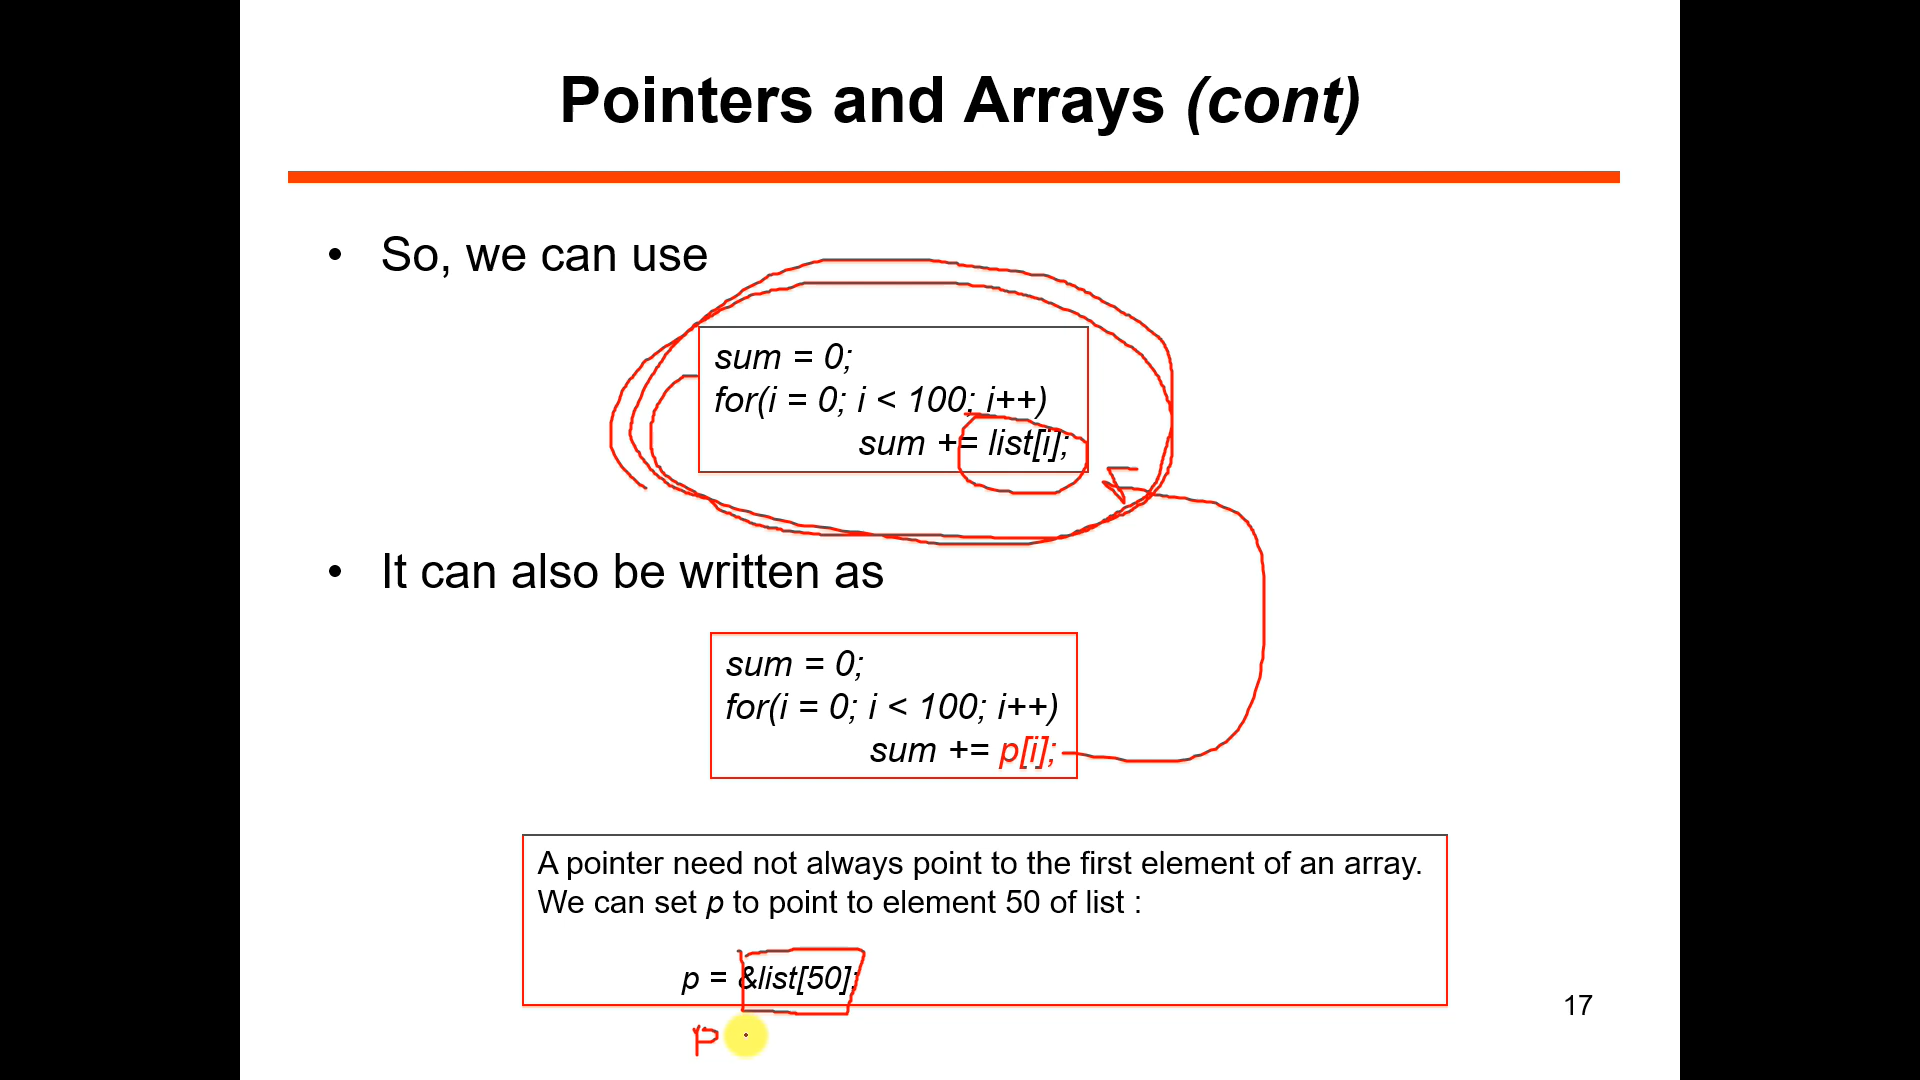 Pointers and Arrays (cont)
• So, we can use
sum = 0;
for(i = 0; i < 100; i++)
sum += list[i];
• It can also be written as
sum = 0;
for(i = 0; i < 100; i++)
sum += p[i];
A pointer need not always point to the first element of an array.
We can set p to point to element 50 of list :
p = &list[50];
17
p